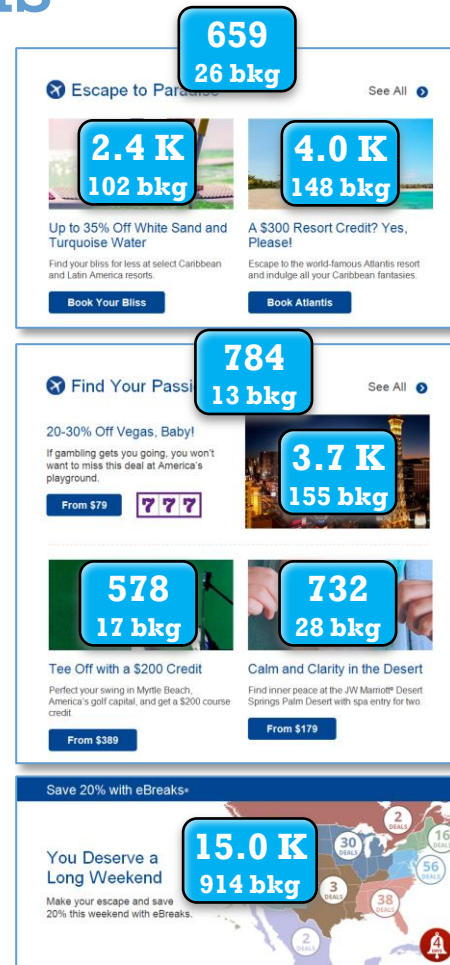 659
26 bkg
Escape to
See All
2.4 K
102 bkg
4.0 K
148 bkg
Up to 35% Off White Sand and
Turquoise Water
Find your bliss for less at select Caribbean
and Latin America resorts.
Book Your Bliss
A $300 Resort Credit? Yes,
Please!
Escape to the world-famous Atlantis resort
and indulge all your Caribbean fantasies.
Book Atlantis
784
13 bkg
Find Your
See All
20-30% Off Vegas, Baby!
If gambling gets you going, you won't
want to miss this deal at America's
playground.
From $79
7 7 7
3.7 K
155 bkg
578
17 bkg
732
28 bkg
Tee Off with a $200 Credit
Perfect your swing in Myrtle Beach,
America's golf capital, and get a $200 course
credit
From $389
Calm and Clarity in the Desert
Find inner peace at the JW Marriott® Desert
Springs Palm Desert with spa entry for two.
From $179
Save 20% with eBreaks®
You Deserve a
Long Weekend
Make your escape and save
20% this weekend with eBreaks.
15.0 K
914 bkg
2
DEALS
30
DEALS
16
DEALS
56
DEALS
3
DEALS
38
DEALS
2
DEALS
4